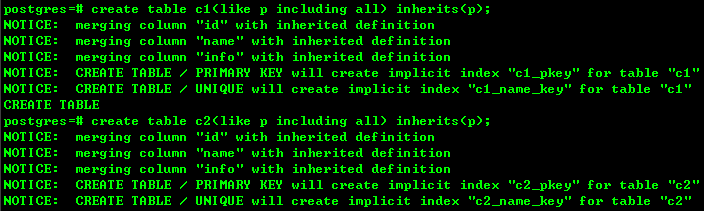 postgres=# create table c1(like p including all) inherits(p);
NOTICE:  merging column "id" with inherited definition
NOTICE:  merging column "name" with inherited definition
NOTICE:  merging column "info" with inherited definition
NOTICE:  CREATE TABLE / PRIMARY KEY will create implicit index "c1_pkey" for table "c1"
NOTICE:  CREATE TABLE / UNIQUE will create implicit index "c1_name_key" for table "c1"
CREATE TABLE
postgres=# create table c2(like p including all) inherits(p);
NOTICE:  merging column "id" with inherited definition
NOTICE:  merging column "name" with inherited definition
NOTICE:  merging column "info" with inherited definition
NOTICE:  CREATE TABLE / PRIMARY KEY will create implicit index "c2_pkey" for table "c2"
NOTICE:  CREATE TABLE / UNIQUE will create implicit index "c2_name_key" for table "c2"